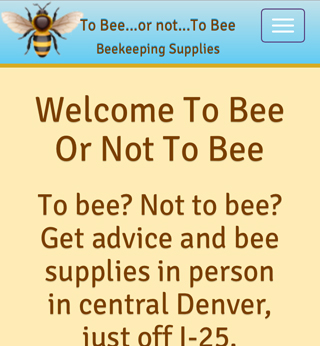 To Bee...or not...To Bee
Beekeeping Supplies
Welcome To Bee
Or Not To Bee
To bee? Not to bee?
Get advice and bee
supplies in person
in central Denver,
just off I-25.